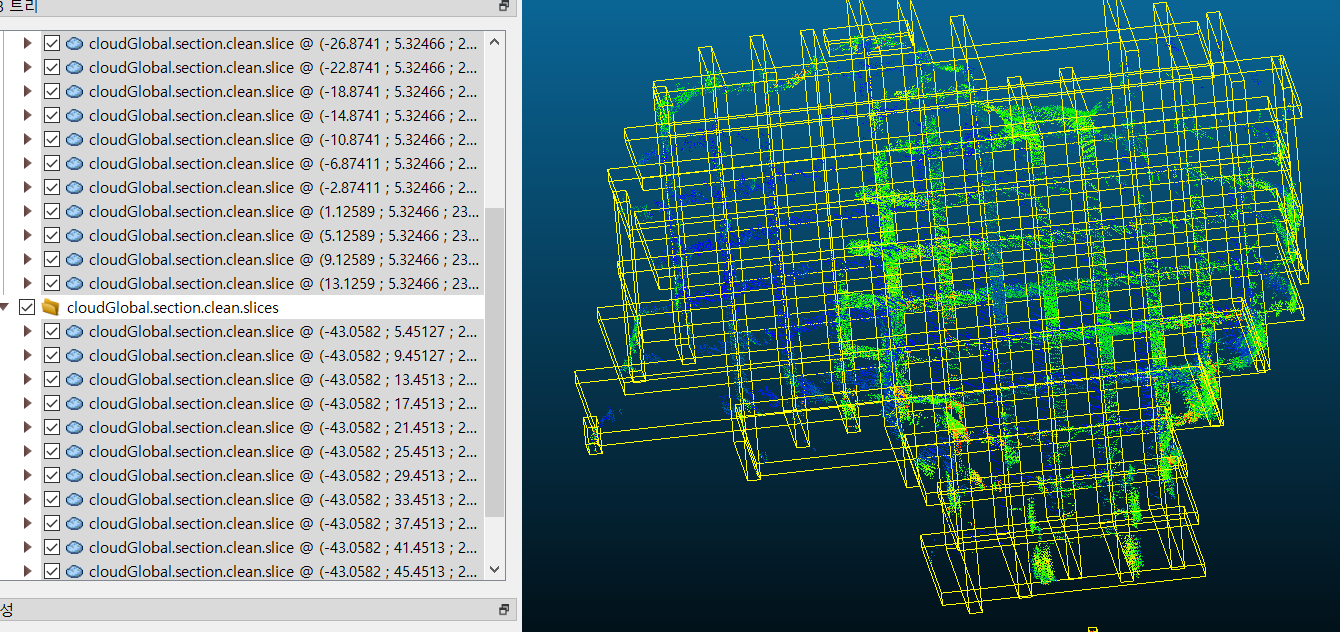 트리
cloudGlobal.section.clean.slice @ (-26.8741 ; 5.32466 ; 2...
cloudGlobal.section.clean.slice @ (-22.8741 ; 5.32466 ; 2...
cloudGlobal.section.clean.slice @ (-18.8741 ; 5.32466 ; 2...
cloudGlobal.section.clean.slice @ (-14.8741 ; 5.32466 ; 2...
cloudGlobal.section.clean.slice @ (-10.8741 ; 5.32466 ; 2...
cloudGlobal.section.clean.slice @ (-6.87411 ; 5.32466 ; 2...
cloudGlobal.section.clean.slice @ (-2.87411 ; 5.32466 ; 2...
cloudGlobal.section.clean.slice @ (1.12589 ; 5.32466 ; 23...
cloudGlobal.section.clean.slice @ (5.12589 ; 5.32466 ; 23...
cloudGlobal.section.clean.slice @ (9.12589 ; 5.32466 ; 23...
cloudGlobal.section.clean.slice @ (13.1259 ; 5.32466 ; 23...
cloudGlobal.section.clean.slices
cloudGlobal.section.clean.slice @ (-43.0582 ; 5.45127 ; 2...
cloudGlobal.section.clean.slice @ (-43.0582 ; 9.45127 ; 2...
cloudGlobal.section.clean.slice @ (-43.0582 ; 13.4513 ; 2...
cloudGlobal.section.clean.slice @ (-43.0582 ; 17.4513 ; 2...
cloudGlobal.section.clean.slice @ (-43.0582 ; 21.4513 ; 2...
cloudGlobal.section.clean.slice @ (-43.0582 ; 25.4513 ; 2...
cloudGlobal.section.clean.slice @ (-43.0582 ; 29.4513 ; 2...
cloudGlobal.section.clean.slice @ (-43.0582 ; 33.4513 ; 2...
cloudGlobal.section.clean.slice @ (-43.0582 ; 37.4513 ; 2...
cloudGlobal.section.clean.slice @ (-43.0582 ; 41.4513 ; 2...
cloudGlobal.section.clean.slice @ (-43.0582 ; 45.4513 ; 2...
성